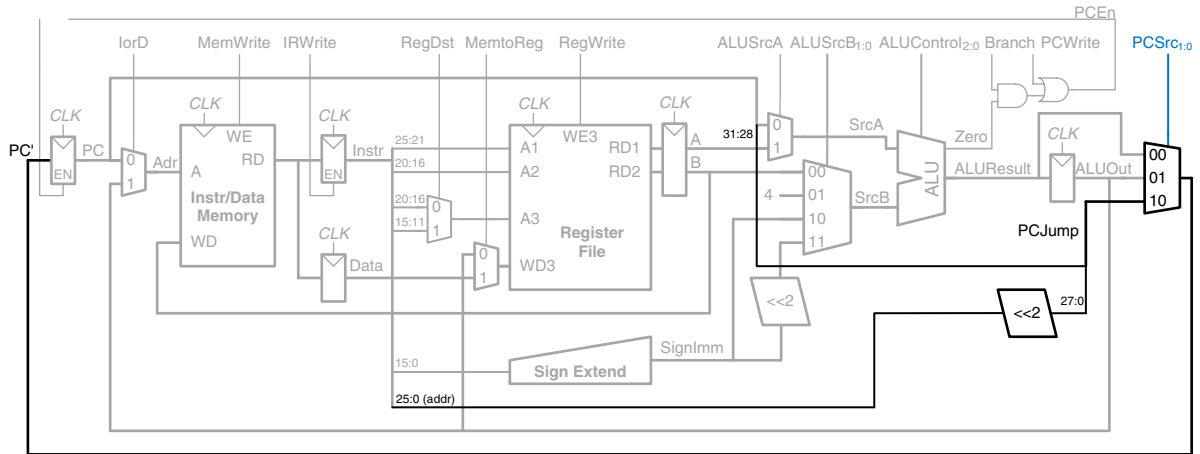 PCEn
IorD MemWrite IRWrite RegDst MemtoReg RegWrite ALUSrcA ALUSrcB1:0 ALUControl2:0 Branch PCWrite PCSrc1:0
CLK CLK CLK CLK CLK CLK
PC' PC EN
0 1 Adr
WE A RD Instr/Data Memory WD
EN Instr
CLK Data
25:21
20:16
20:16 0
15:11 1
0 1
WE3 A1 RD1 A2 RD2 A3 Register File WD3
A
B
31:28 0 1
SrcA
4 00 01 10 11
SrcB
ALU
Zero
ALUResult
ALUOut
00
01
10
PCJump
<<2
<<2 27:0
SignImm
15:0 Sign Extend
25:0 (addr)